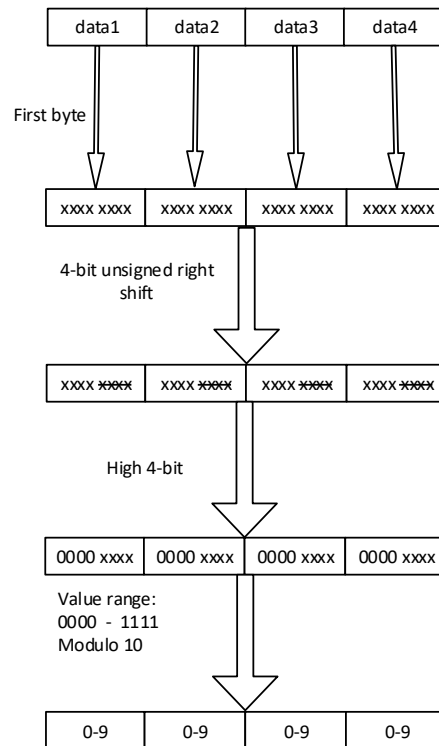 data1 data2 data3 data4
First byte
xxxx xxxx xxxx xxxx xxxx xxxx xxxx xxxx
4-bit unsigned right
shift
xxxx xxxx xxxx xxxx xxxx xxxx xxxx xxxx
High 4-bit
0000 xxxx 0000 xxxx 0000 xxxx 0000 xxxx
Value range:
0000 - 1111
Modulo 10
0-9 0-9 0-9 0-9